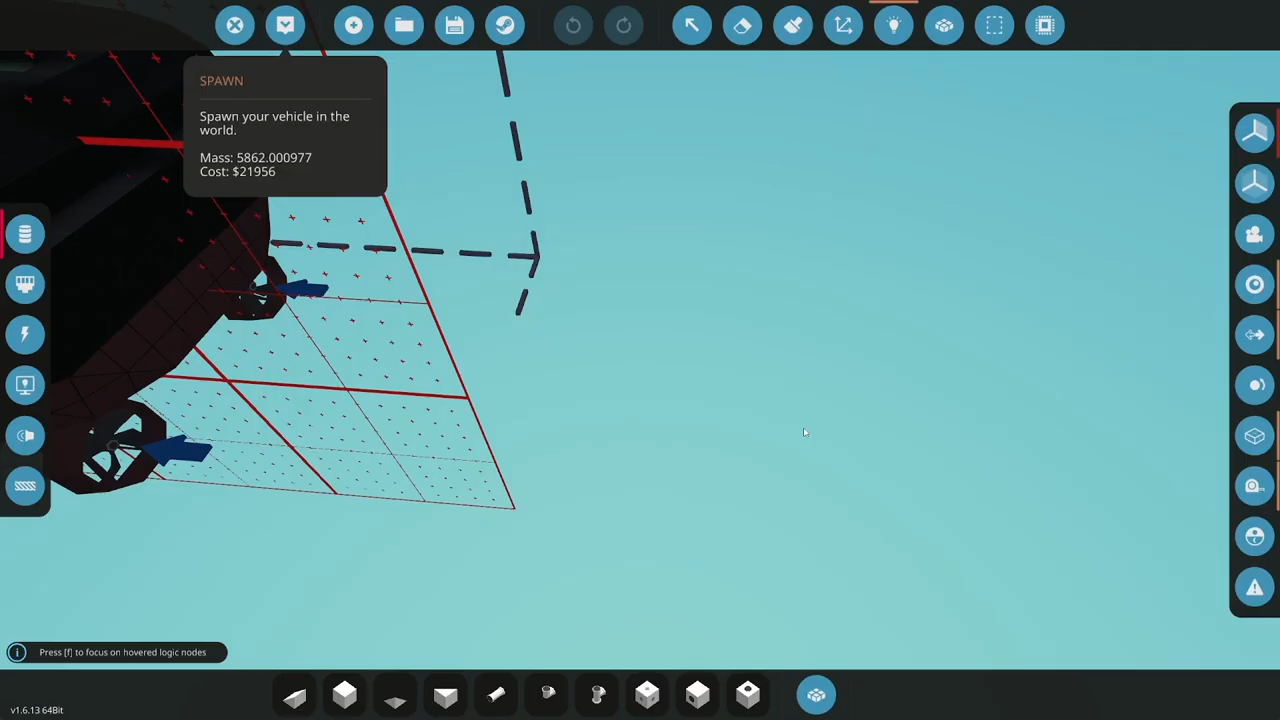 SPAWN
Spawn your vehicle in the
world.
Mass: 5862.000977
Cost: $21956
Press [f] to focus on hovered logic nodes
v1.6.13 64Bit